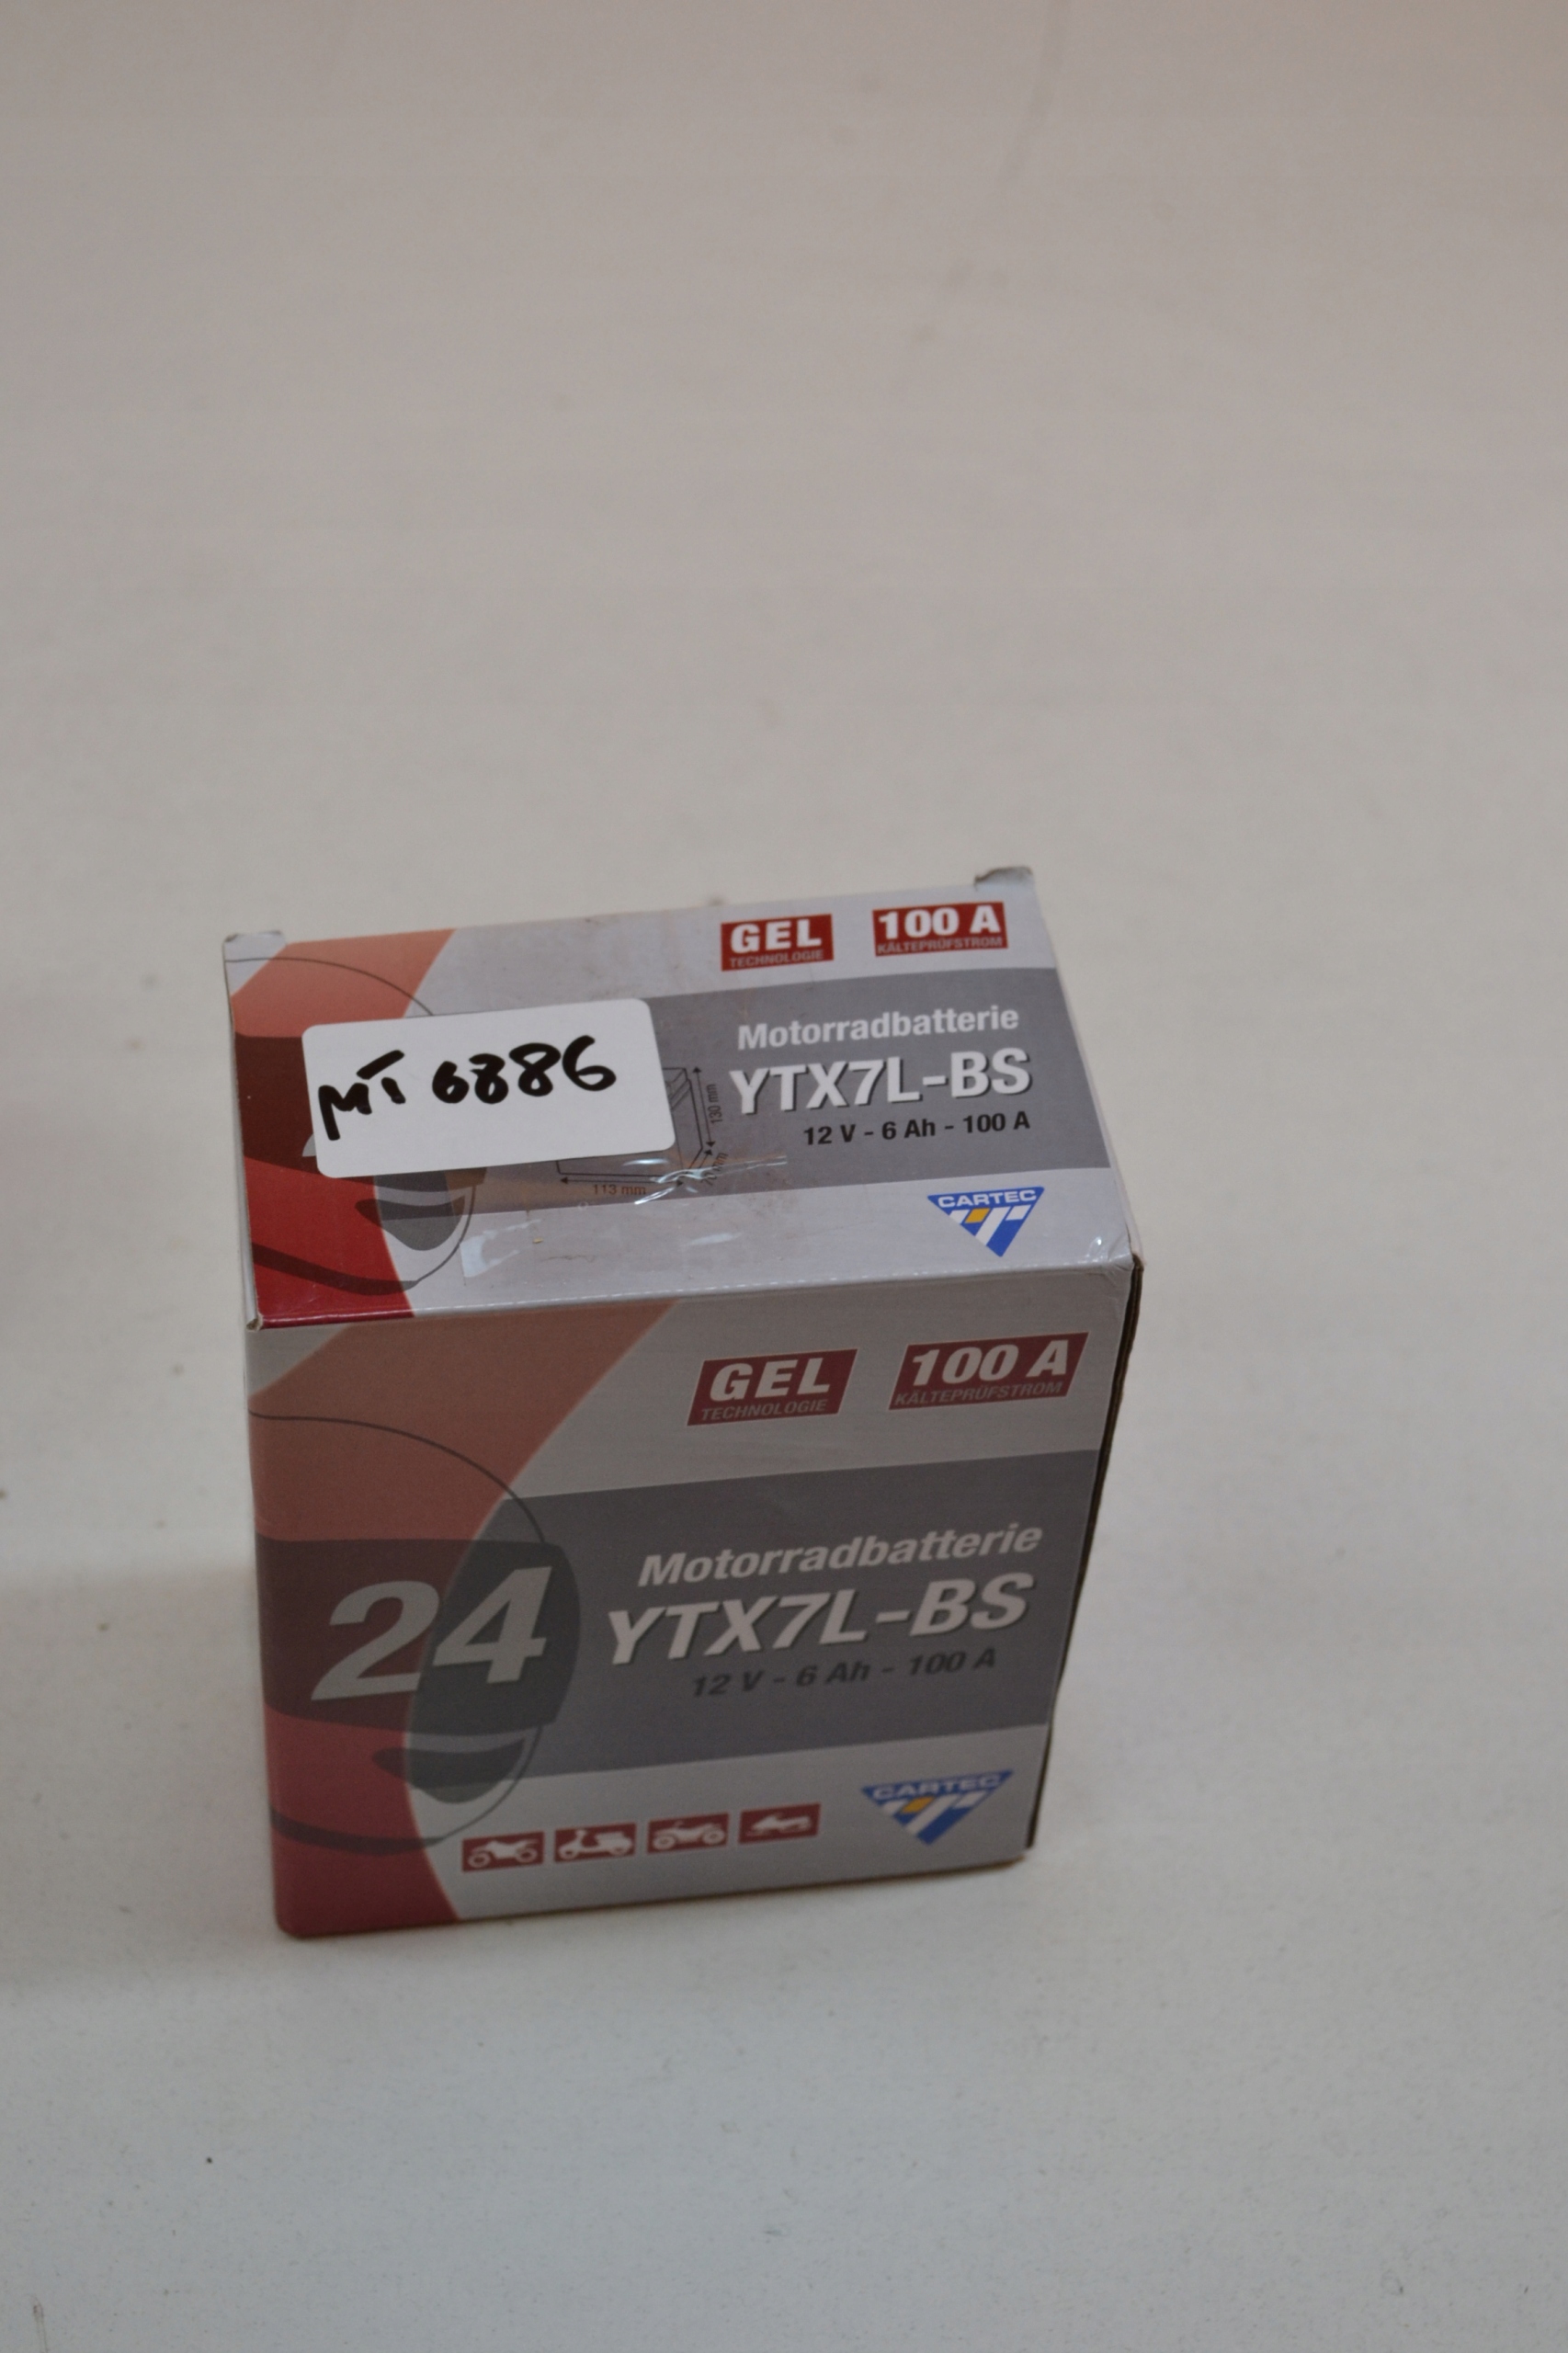 GEL
TECHNOLOGIE
100 A
KÄLTEPRÜFSTROM
MT 6886
Motorradbatterie
YTX7L-BS
12 V - 6 Ah - 100 A
130 mm
113 mm
CARTEC
GEL
TECHNOLOGIE
100 A
KÄLTEPRÜFSTROM
24
Motorradbatterie
YTX7L-BS
12 V - 6 Ah - 100 A
CARTEC